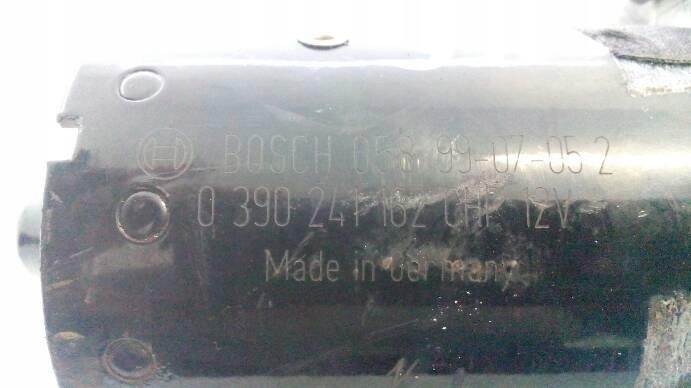 BOSCH 058 99-07-05 2
0 390 241 162 CHF 12V
Made in Germany